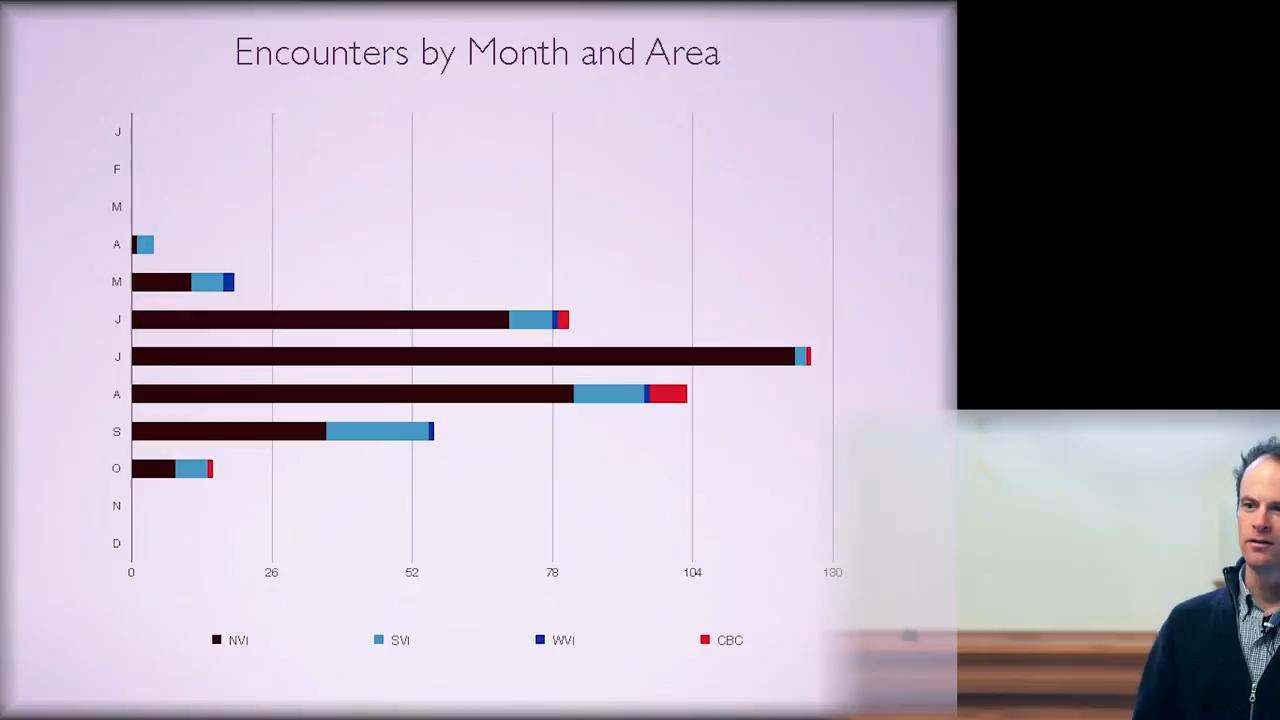 Encounters by Month and Area
J
F
M
A
M
J
J
A
S
O
N
D
0 26 52 78 104 130
NVI SVI WVI CBC